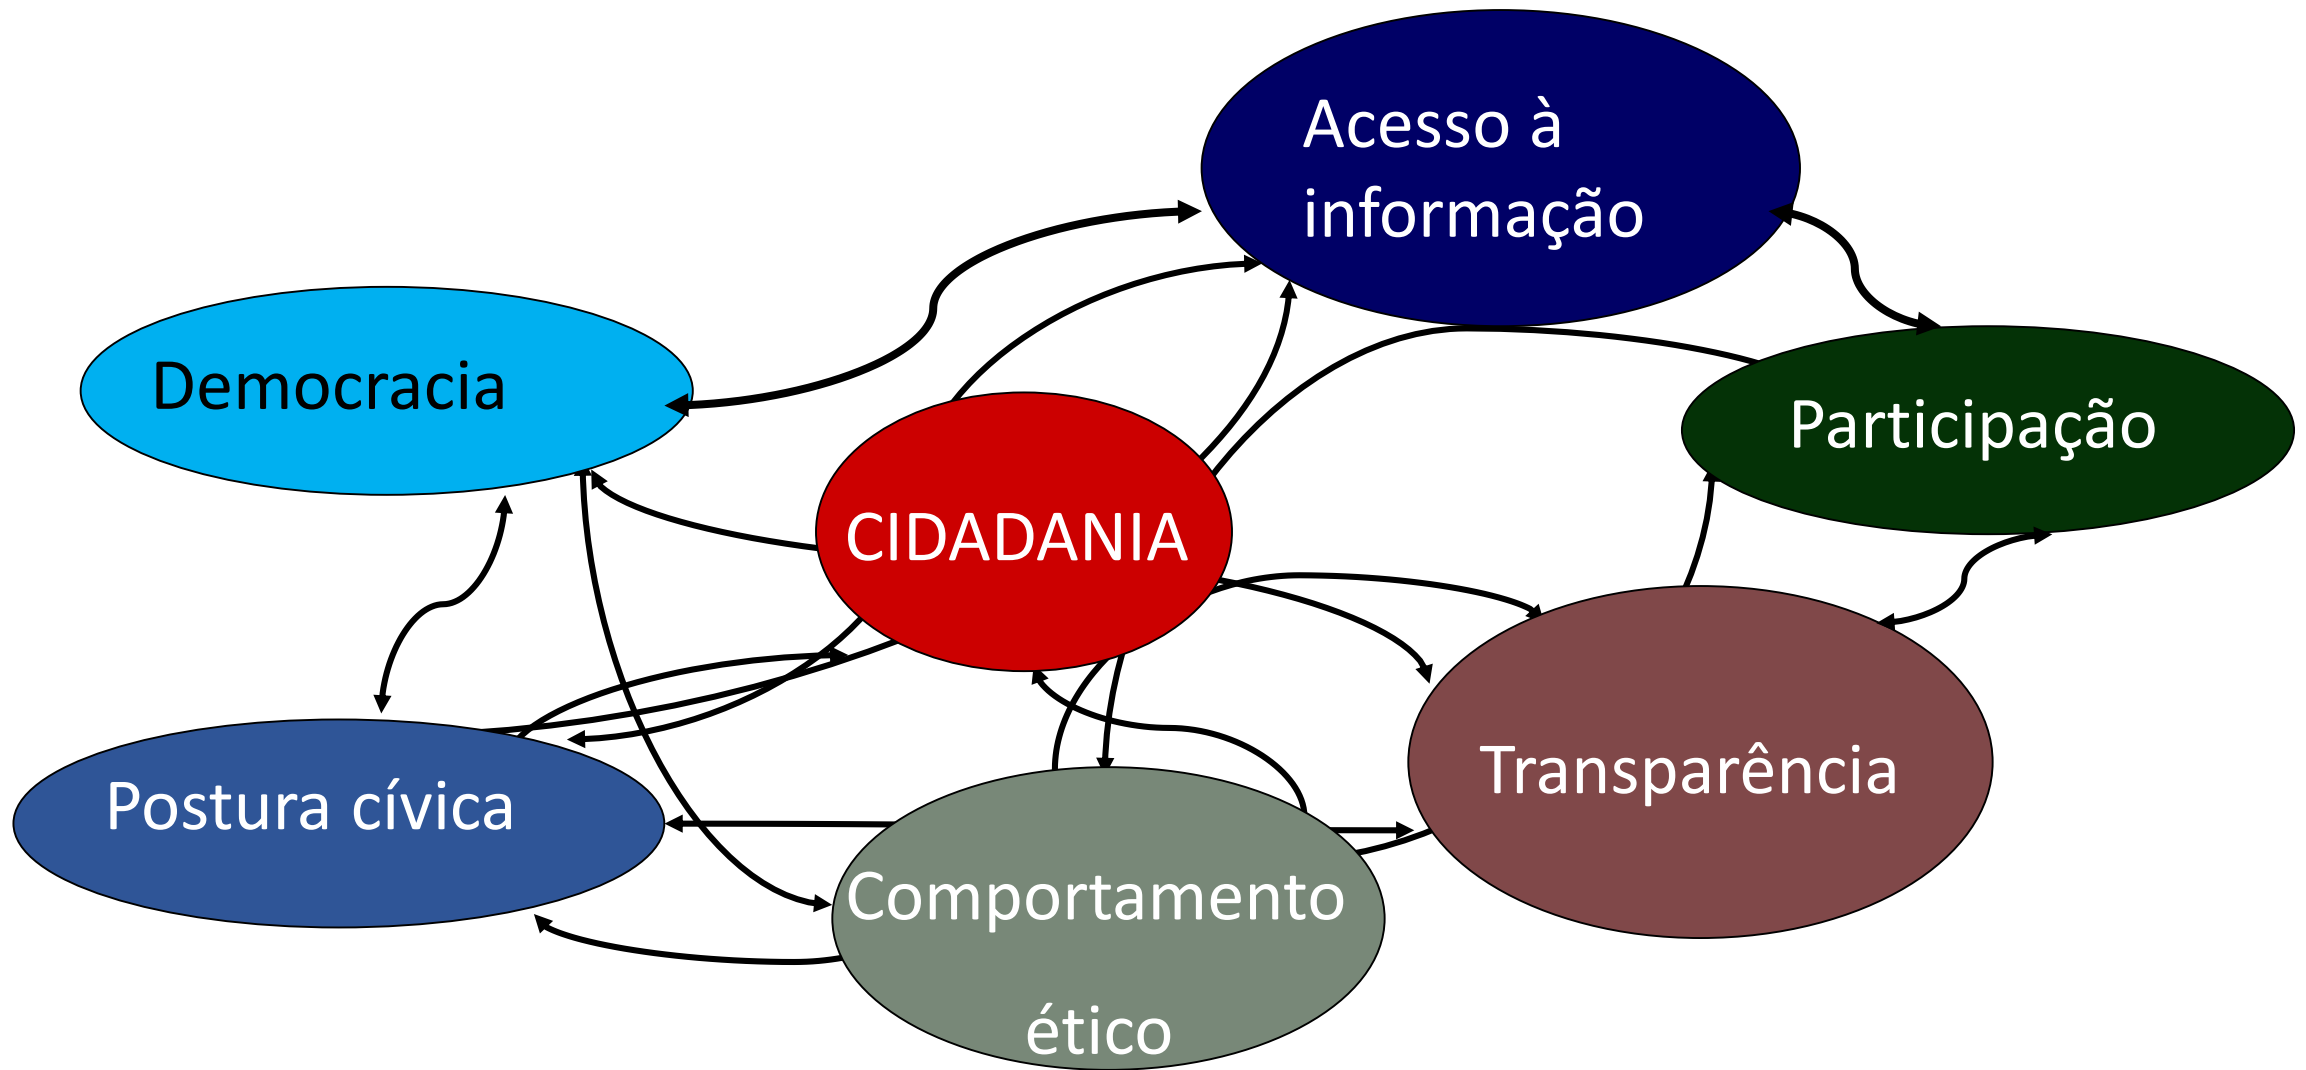 Acesso à
informação
Democracia
Participação
CIDADANIA
Transparência
Postura cívica
Comportamento
ético